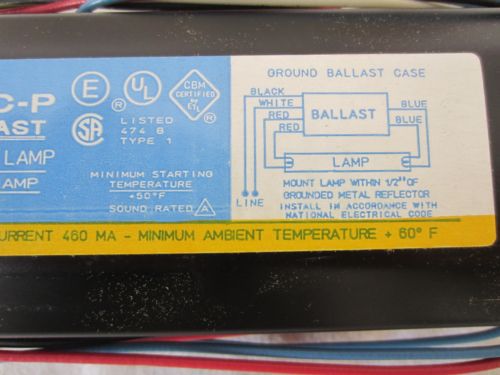 C-P
AST
LAMP
AMP
E
®
UL
®
CBM
CERTIFIED
BY
ETL
®
SA
®
LISTED
474 B
TYPE 1
MINIMUM STARTING
TEMPERATURE
+50°F
SOUND RATED A
GROUND BALLAST CASE
BLACK
WHITE
RED
RED
BALLAST
BLUE
BLUE
LAMP
LINE
MOUNT LAMP WITHIN 1/2" OF
GROUNDED METAL REFLECTOR
INSTALL IN ACCORDANCE WITH
NATIONAL ELECTRICAL CODE
URRENT 460 MA - MINIMUM AMBIENT TEMPERATURE + 60° F